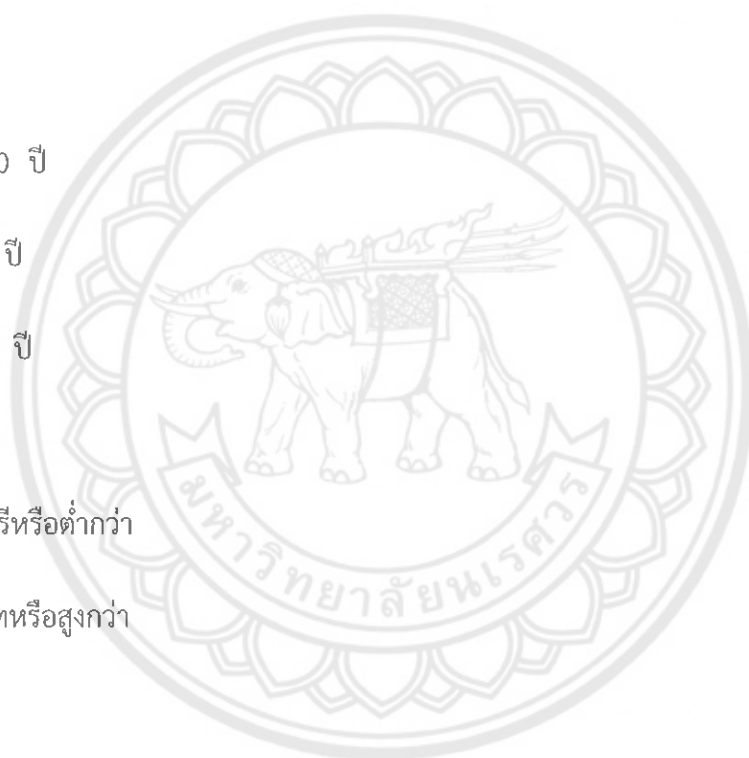 0 ปี
ปี
ปี
รีหรือต่ำกว่า
ทหรือสูงกว่า
มหาวิทยาลัยนเรศวร